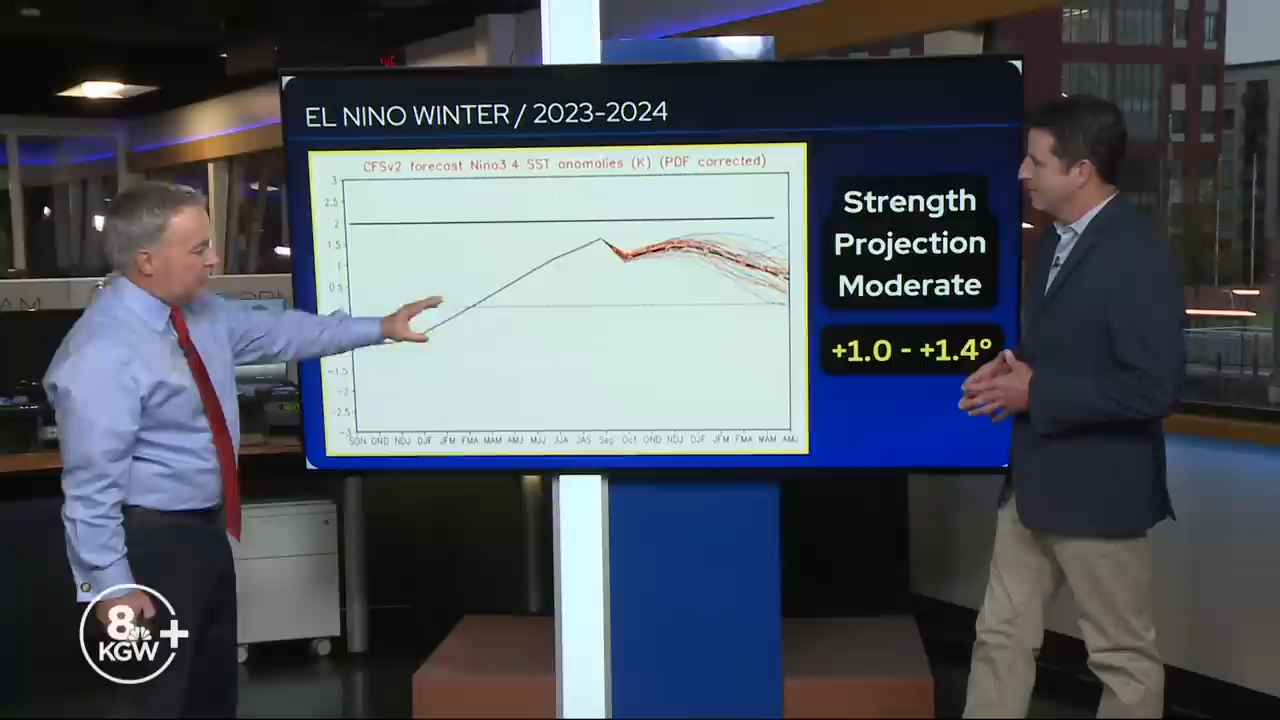 EL NINO WINTER / 2023-2024
CFSv2 forecast Nino3 4 SST anomalies (K) (PDF corrected)
3
2.5
2
1.5
1
0.5
-1.5
-2
-2.5
-3
SON OND NDJ DJF JFM FMA MAM AMJ MJJ JJA JAS Sep Oct OND NDJ DJF JFM FMA MAM AMJ
Strength
Projection
Moderate
+1.0 - +1.4°
AM
8
KGW+